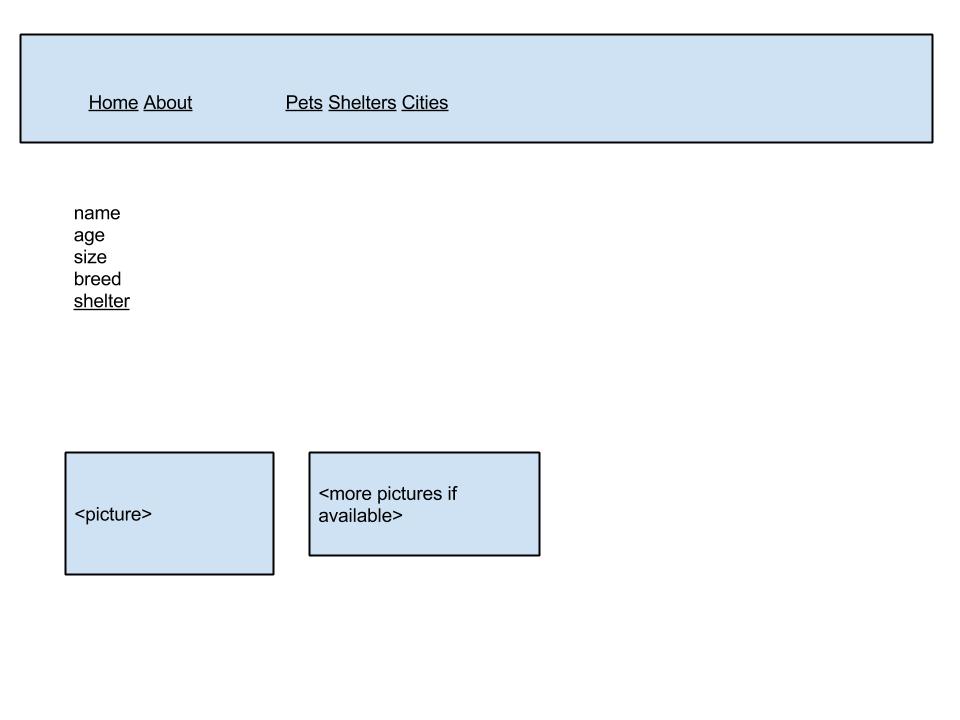 Home About Pets Shelters Cities
name
age
size
breed
shelter
<picture>
<more pictures if
available>